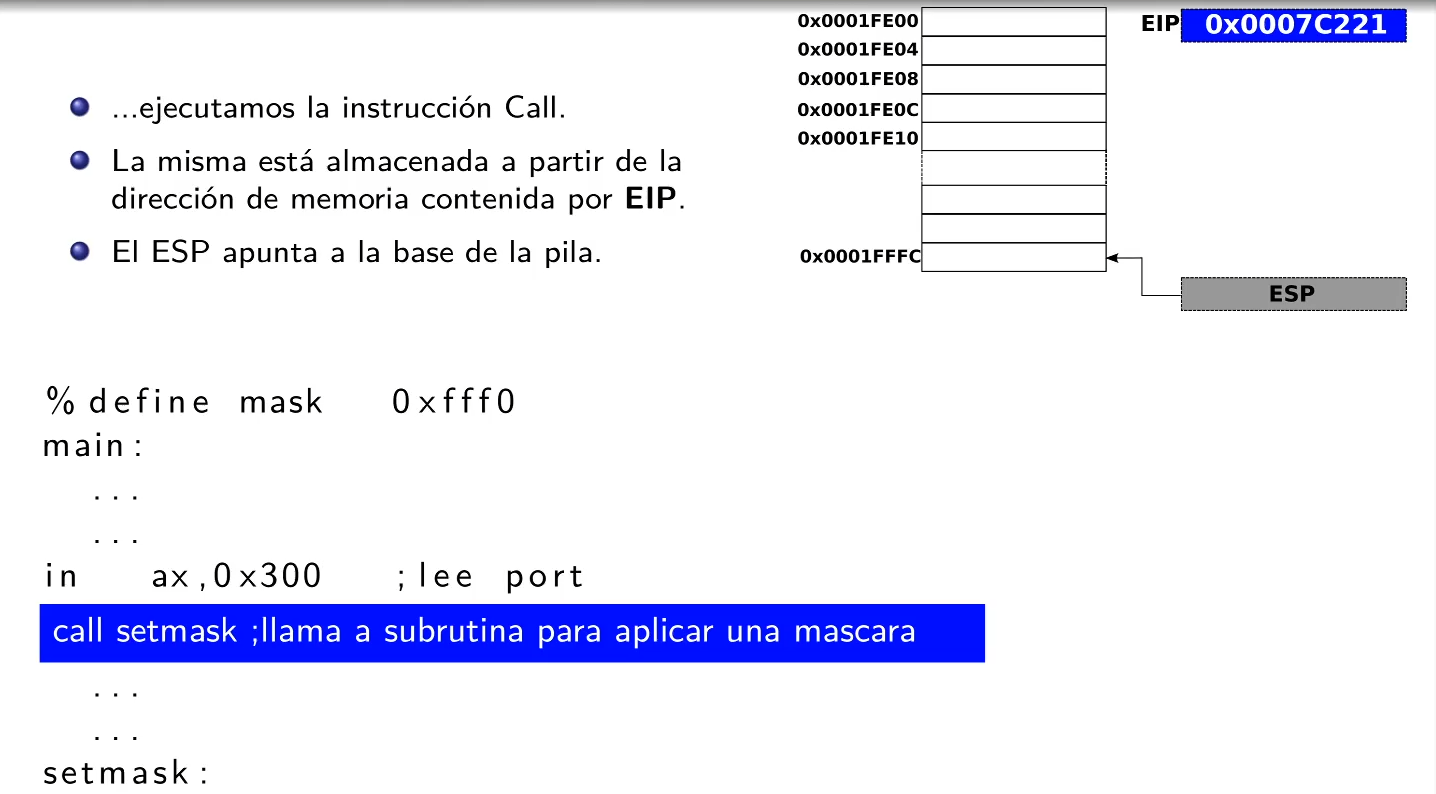 ...ejecutamos la instrucción Call.
La misma está almacenada a partir de la
dirección de memoria contenida por EIP.
El ESP apunta a la base de la pila.
0x0001FE00
0x0001FE04
0x0001FE08
0x0001FE0C
0x0001FE10
0x0001FFFC
EIP 0x0007C221
ESP
% define mask 0xfff0
main:
...
...
in ax,0x300 ;lee port
call setmask ;llama a subrutina para aplicar una mascara
...
...
setmask: